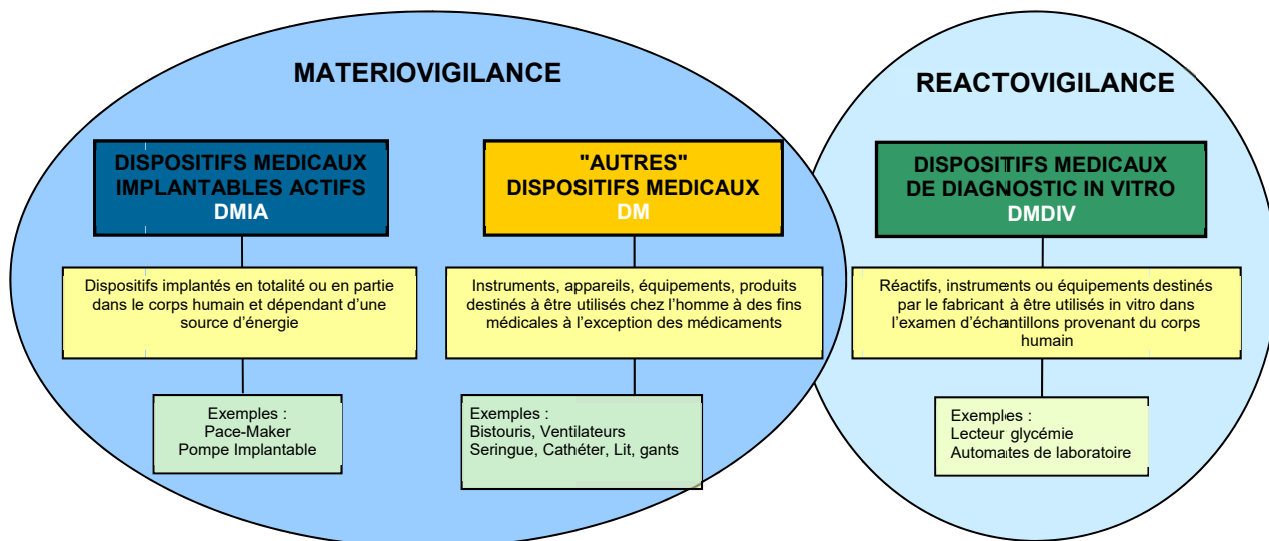 MATERIOVIGILANCE
REACTOVIGILANCE
DISPOSITIFS MEDICAUX
IMPLANTABLES ACTIFS
DMIA
"AUTRES"
DISPOSITIFS MEDICAUX
DM
DISPOSITIFS MEDICAUX
DE DIAGNOSTIC IN VITRO
DMDIV
Dispositifs implantés en totalité ou en partie
dans le corps humain et dépendant d'une
source d'énergie
Instruments, appareils, équipements, produits
destinés à être utilisés chez l'homme à des fins
médicales à l'exception des médicaments
Réactifs, instruments ou équipements destinés
par le fabricant à être utilisés in vitro dans
l'examen d'échantillons provenant du corps
humain
Exemples :
Pace-Maker
Pompe Implantable
Exemples :
Bistouris, Ventilateurs
Seringue, Cathéter, Lit, gants
Exemples :
Lecteur glycémie
Automates de laboratoire